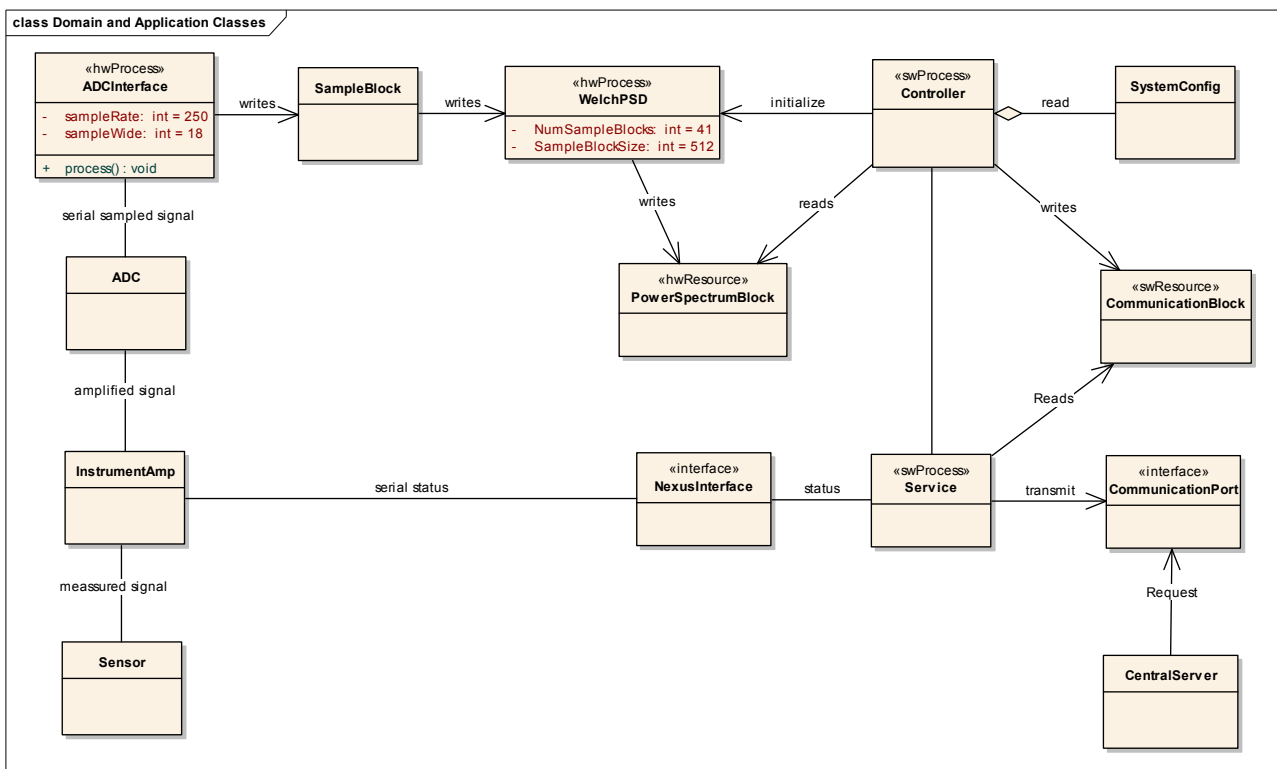 class Domain and Application Classes
«hwProcess»
ADCInterface
- sampleRate: int = 250
- sampleWide: int = 18
+ process() : void
writes
SampleBlock
writes
«hwProcess»
WelchPSD
- NumSampleBlocks: int = 41
- SampleBlockSize: int = 512
initialize
«swProcess»
Controller
read
SystemConfig
serial sampled signal
writes
reads
writes
ADC
«hwResource»
PowerSpectrumBlock
«swResource»
CommunicationBlock
amplified signal
Reads
InstrumentAmp
serial status
«interface»
NexusInterface
status
«swProcess»
Service
transmit
«interface»
CommunicationPort
meassured signal
Request
Sensor
CentralServer